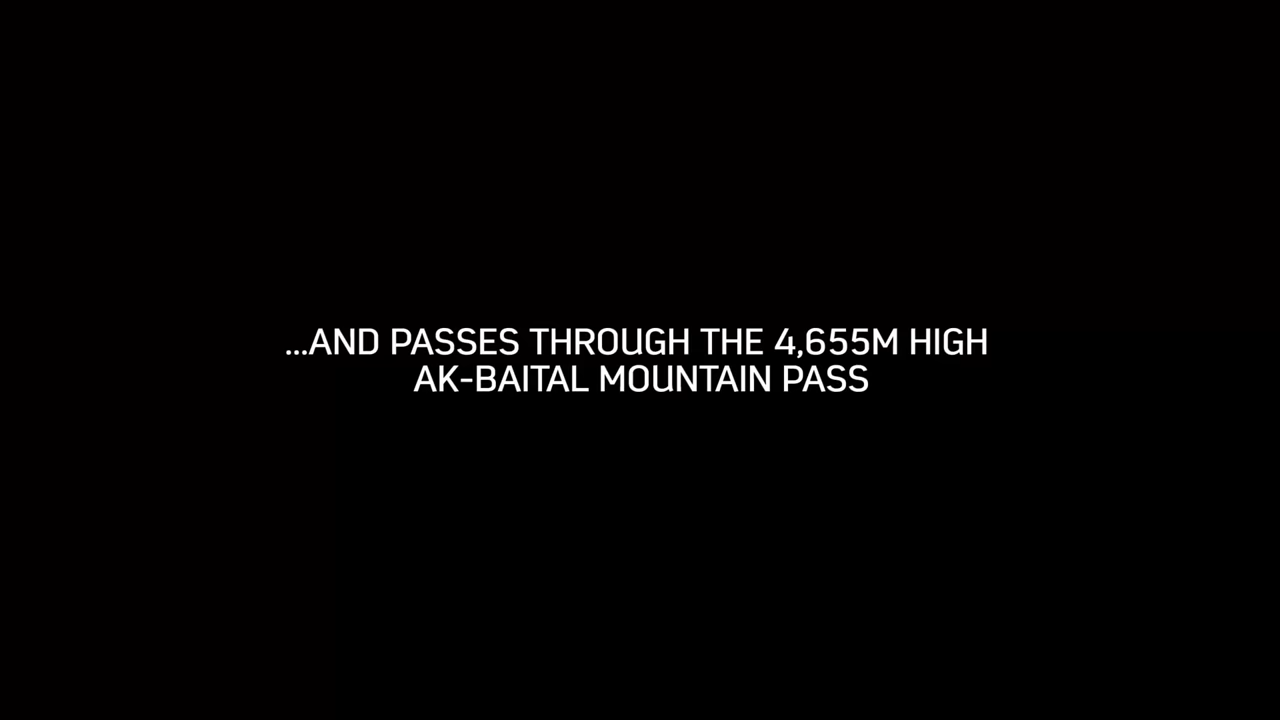 ...AND PASSES THROUGH THE 4,655M HIGH
AK-BAITAL MOUNTAIN PASS